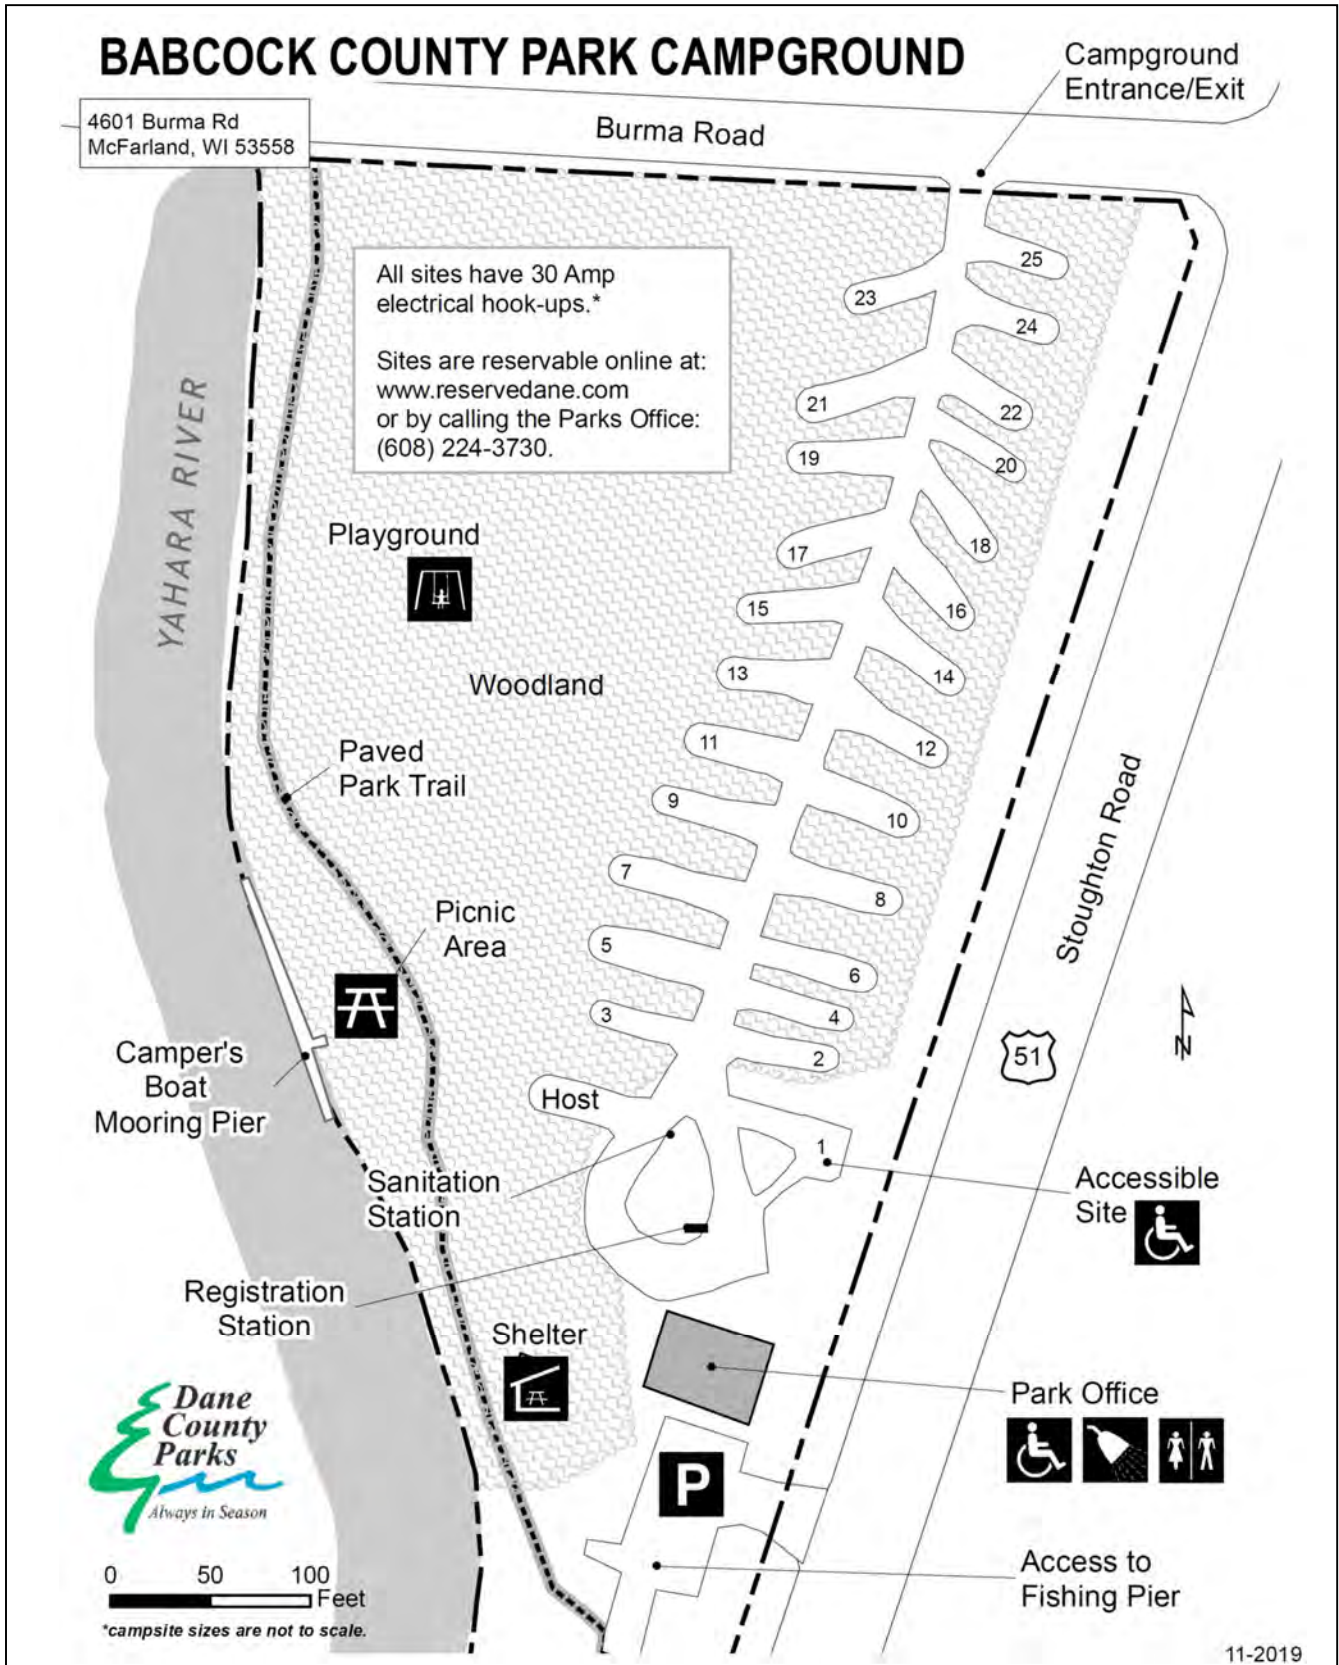 BABCOCK COUNTY PARK CAMPGROUND
Campground
Entrance/Exit
4601 Burma Rd
McFarland, WI 53558
Burma Road
All sites have 30 Amp
electrical hook-ups.*
Sites are reservable online at:
www.reservedane.com
or by calling the Parks Office:
(608) 224-3730.
25
23
24
21
22
19
20
YAHARA RIVER
Playground
17
18
15
16
Woodland
13
14
11
12
Paved
Park Trail
9
10
Stoughton Road
7
8
Picnic
Area
5
6
3
4
2
51
N
Camper's
Boat
Mooring Pier
Host
1
Sanitation
Station
Accessible
Site
Registration
Station
Shelter
Park Office
Dane
County
Parks
Always in Season
P
Access to
Fishing Pier
0 50 100
Feet
*campsite sizes are not to scale.
11-2019